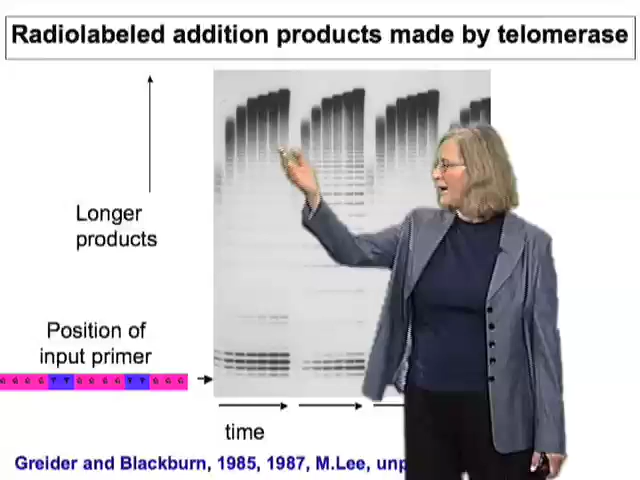 Radiolabeled addition products made by telomerase
Longer
products
Position of
input primer
G G G G T T G G G G T T G G G
time
Greider and Blackburn, 1985, 1987, M.Lee, unp